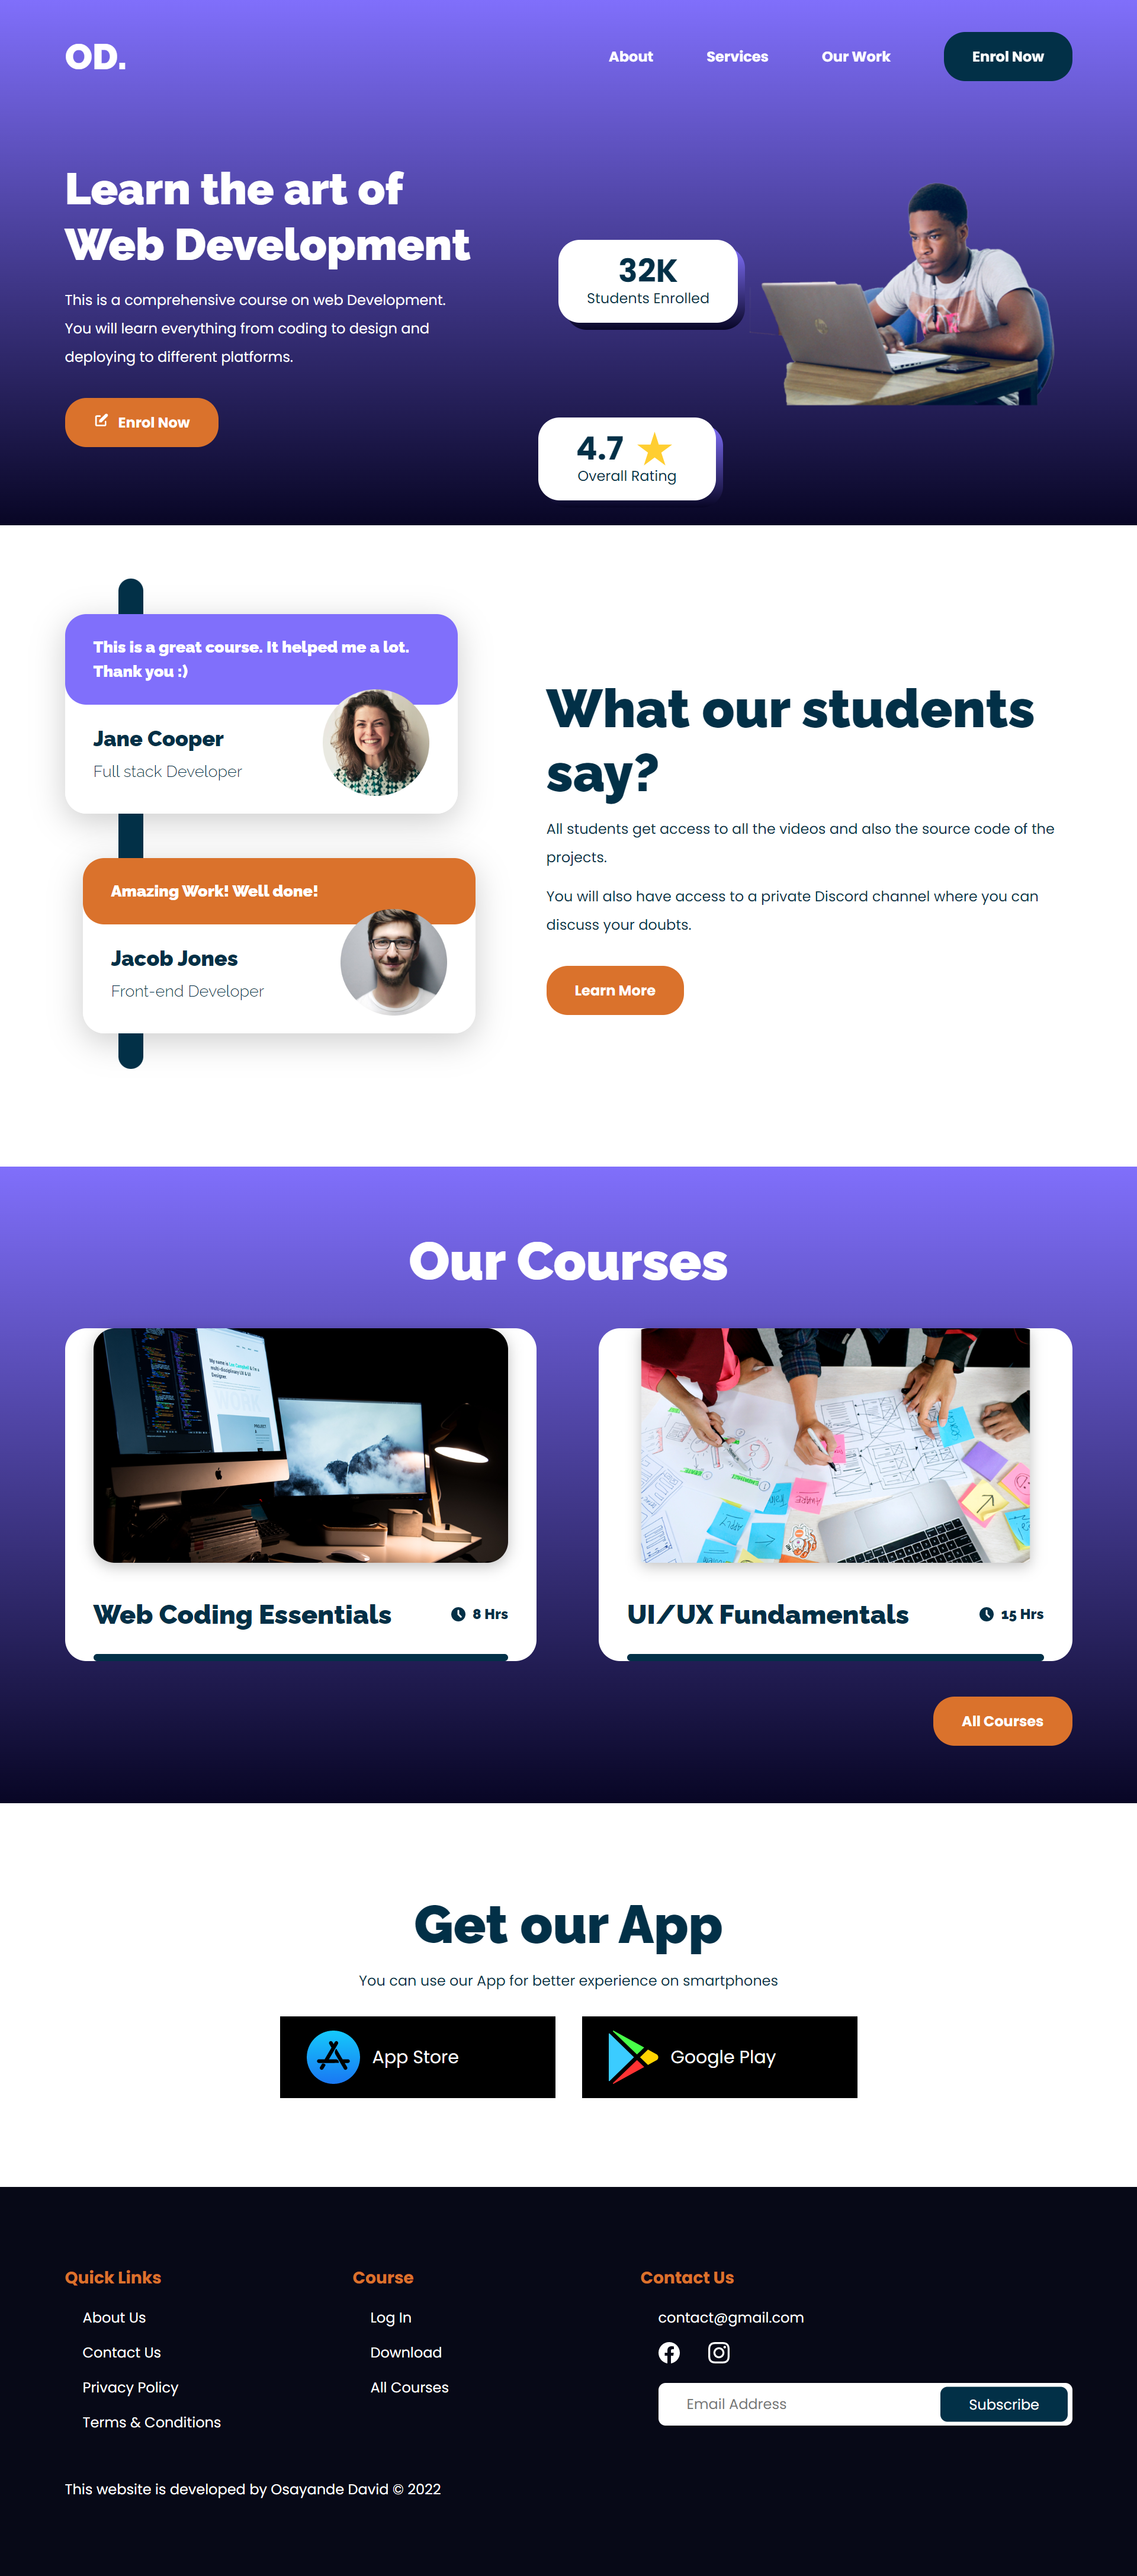 OD.
About
Services
Our Work
Enrol Now
Learn the art of
Web Development
This is a comprehensive course on web Development.
You will learn everything from coding to design and
deploying to different platforms.
Enrol Now
32K
Students Enrolled
4.7
Overall Rating
This is a great course. It helped me a lot.
Thank you :)
Jane Cooper
Full stack Developer
Amazing Work! Well done!
Jacob Jones
Front-end Developer
What our students
say?
All students get access to all the videos and also the source code of the
projects.
You will also have access to a private Discord channel where you can
discuss your doubts.
Learn More
Our Courses
Web Coding Essentials
8 Hrs
UI/UX Fundamentals
15 Hrs
All Courses
Get our App
You can use our App for better experience on smartphones
App Store
Google Play
Quick Links
About Us
Contact Us
Privacy Policy
Terms & Conditions
Course
Log In
Download
All Courses
Contact Us
contact@gmail.com
Email Address
Subscribe
This website is developed by Osayande David © 2022